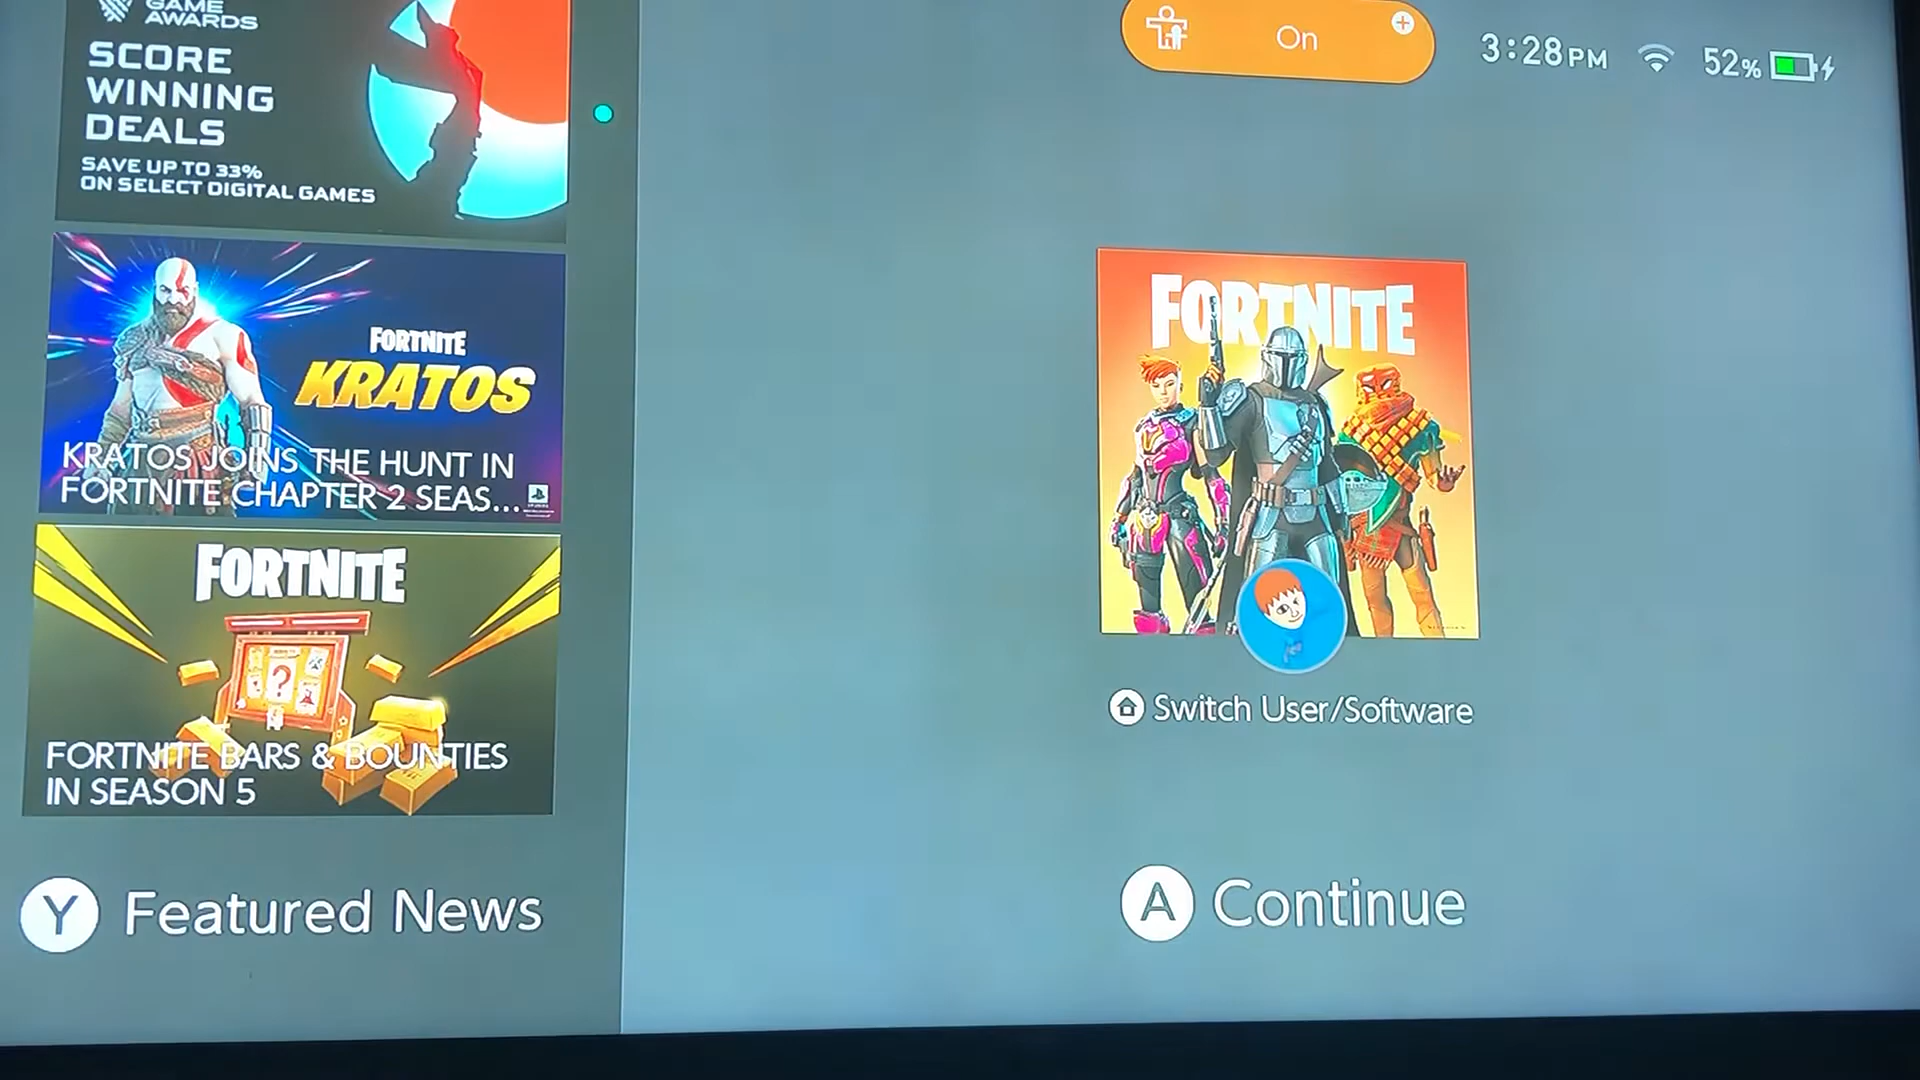 GAME
AWARDS
SCORE
WINNING
DEALS
SAVE UP TO 33%
ON SELECT DIGITAL GAMES
FORTNITE
KRATOS
KRATOS JOINS THE HUNT IN
FORTNITE CHAPTER 2 SEAS...
FORTNITE
?
FORTNITE BARS & BOUNTIES
IN SEASON 5
Y Featured News
On
3:28 PM
52%
FORTNITE
Switch User/Software
A Continue